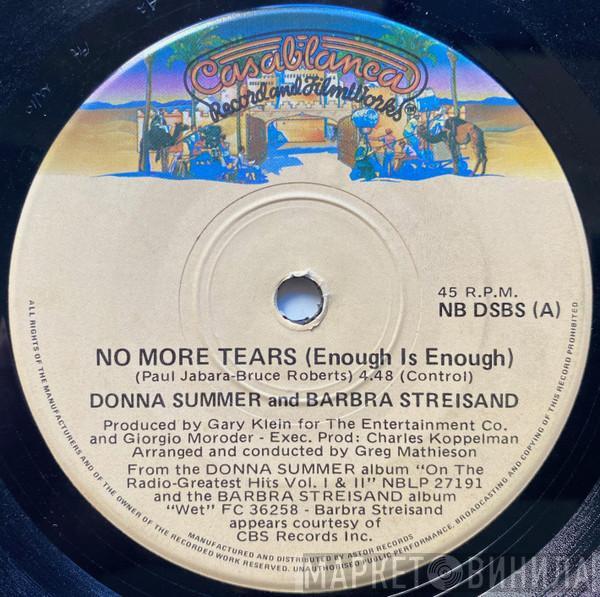 Casablanca
Record and FilmWorks
45 R.P.M.
NB DSBS (A)
NO MORE TEARS (Enough Is Enough)
(Paul Jabara-Bruce Roberts) 4.48 (Control)
DONNA SUMMER and BARBRA STREISAND
Produced by Gary Klein for The Entertainment Co.
and Giorgio Moroder - Exec. Prod: Charles Koppelman
Arranged and conducted by Greg Mathieson
From the DONNA SUMMER album "On The
Radio-Greatest Hits Vol. I & II" NBLP 27191
and the BARBRA STREISAND album
"Wet" FC 36258 - Barbra Streisand
appears courtesy of
CBS Records Inc.
MANUFACTURED AND DISTRIBUTED BY ASTOR RECORDS
ALL RIGHTS OF THE MANUFACTURERS AND OF THE OWNER OF THE RECORDED WORK RESERVED. UNAUTHORISED PUBLIC PERFORMANCE, BROADCASTING AND COPYING OF THIS RECORD PROHIBITED
МАРКЕТ ВИНИЛА